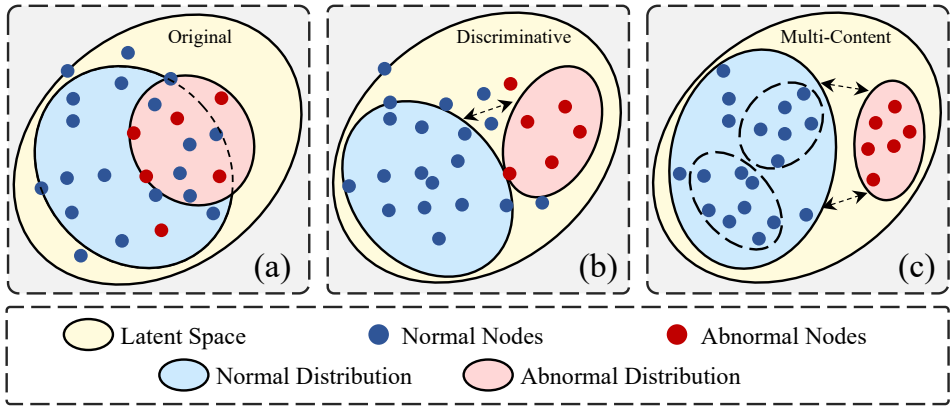 Original
(a)
Discriminative
(b)
Multi-Content
(c)
Latent Space
Normal Nodes
Abnormal Nodes
Normal Distribution
Abnormal Distribution